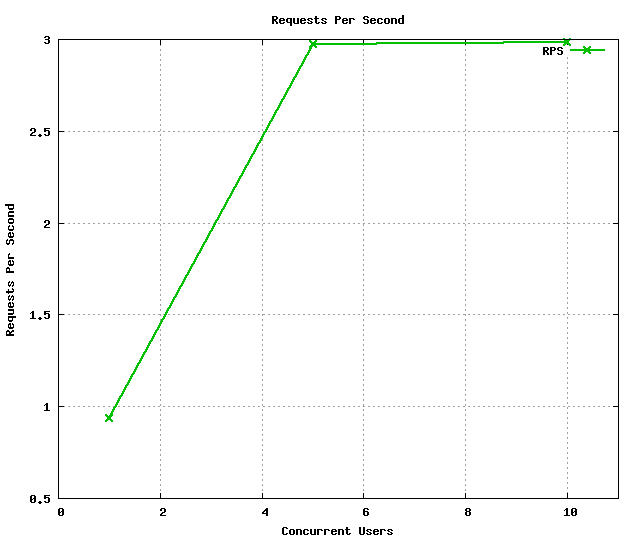 Requests Per Second
3
RPS
2.5
2
1.5
1
0.5
Requests Per Second
0 2 4 6 8 10
Concurrent Users